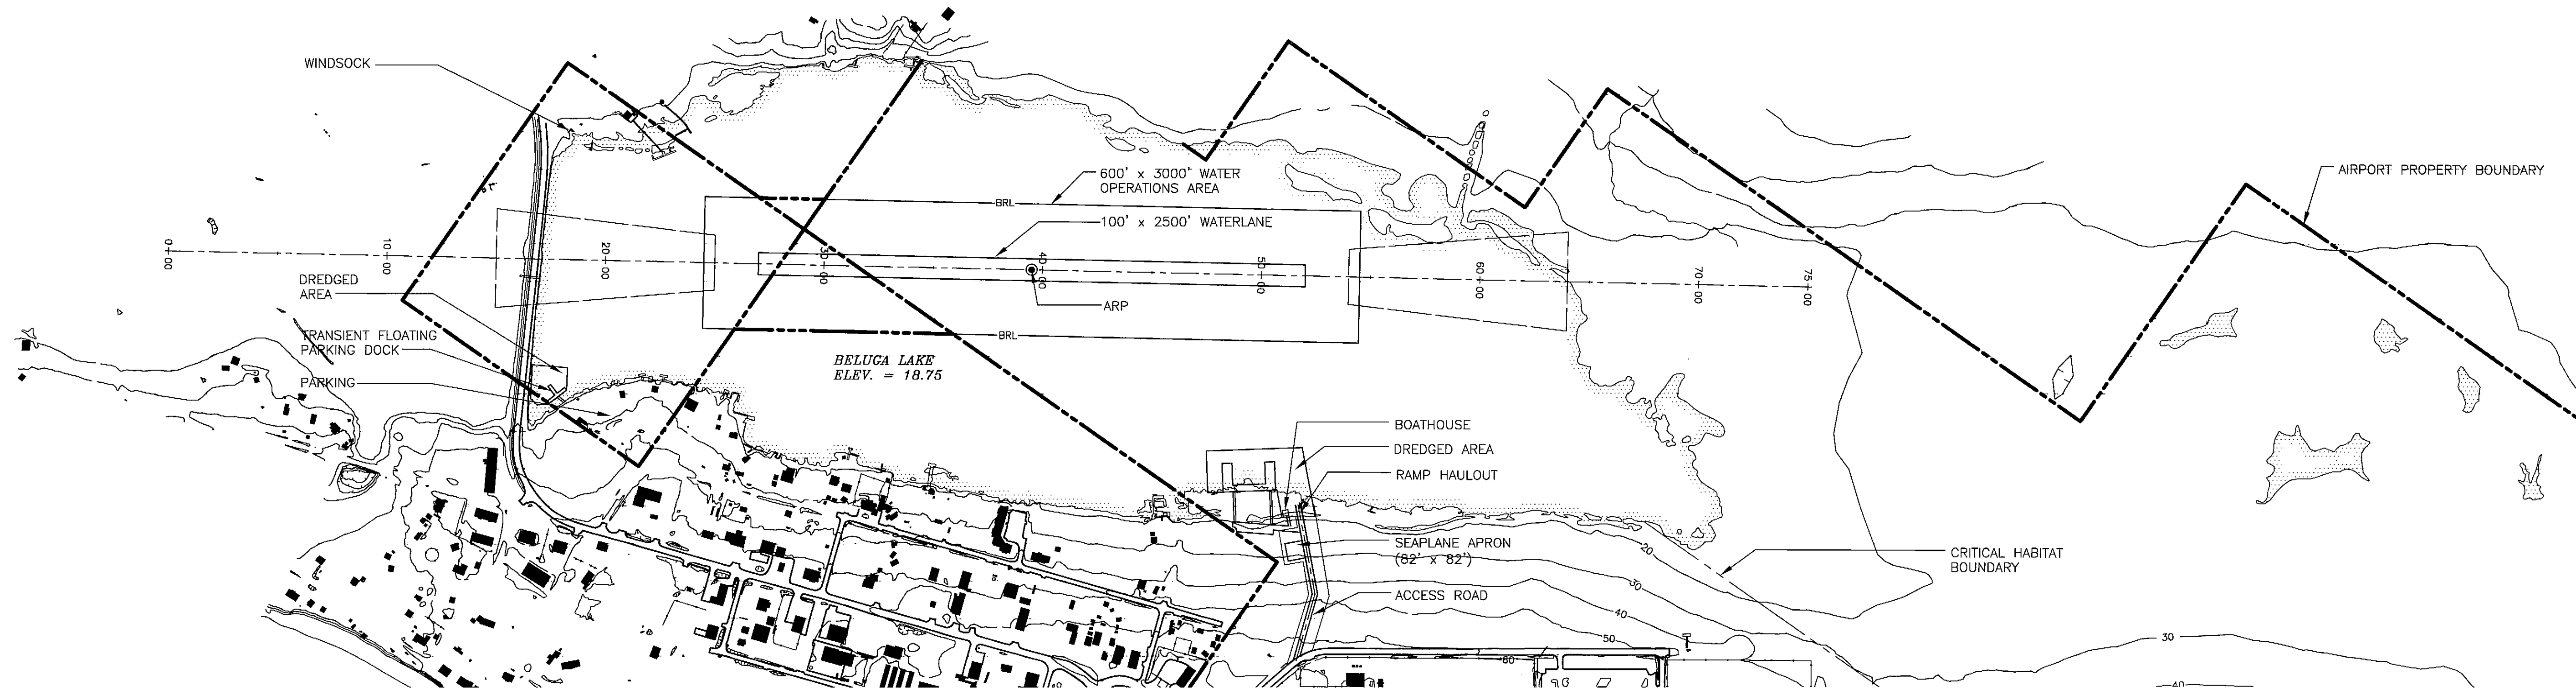 WINDSOCK
600' x 3000' WATER
OPERATIONS AREA
AIRPORT PROPERTY BOUNDARY
BRL
100' x 2500' WATERLANE
0+00
10+00
20+00
30+00
40+00
50+00
60+00
70+00
75+00
DREDGED
AREA
ARP
TRANSIENT FLOATING
PARKING DOCK
BRL
BELUGA LAKE
ELEV. = 18.75
PARKING
BOATHOUSE
DREDGED AREA
RAMP HAULOUT
SEAPLANE APRON
(82' x 82')
20
CRITICAL HABITAT
BOUNDARY
30
ACCESS ROAD
40
50
30
60
40